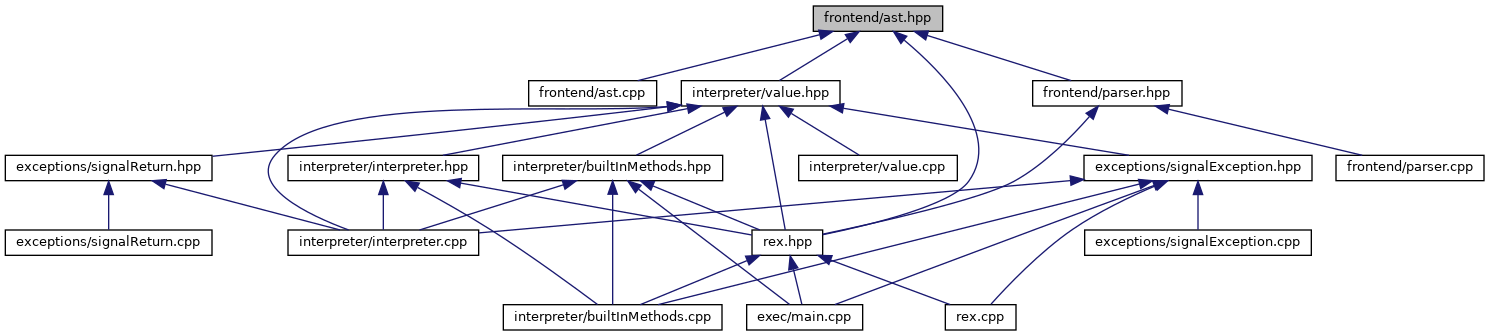 frontend/ast.hpp
frontend/ast.cpp
interpreter/value.hpp
frontend/parser.hpp
exceptions/signalReturn.hpp
interpreter/interpreter.hpp
interpreter/builtInMethods.hpp
interpreter/value.cpp
exceptions/signalException.hpp
frontend/parser.cpp
exceptions/signalReturn.cpp
interpreter/interpreter.cpp
rex.hpp
exceptions/signalException.cpp
interpreter/builtInMethods.cpp
exec/main.cpp
rex.cpp